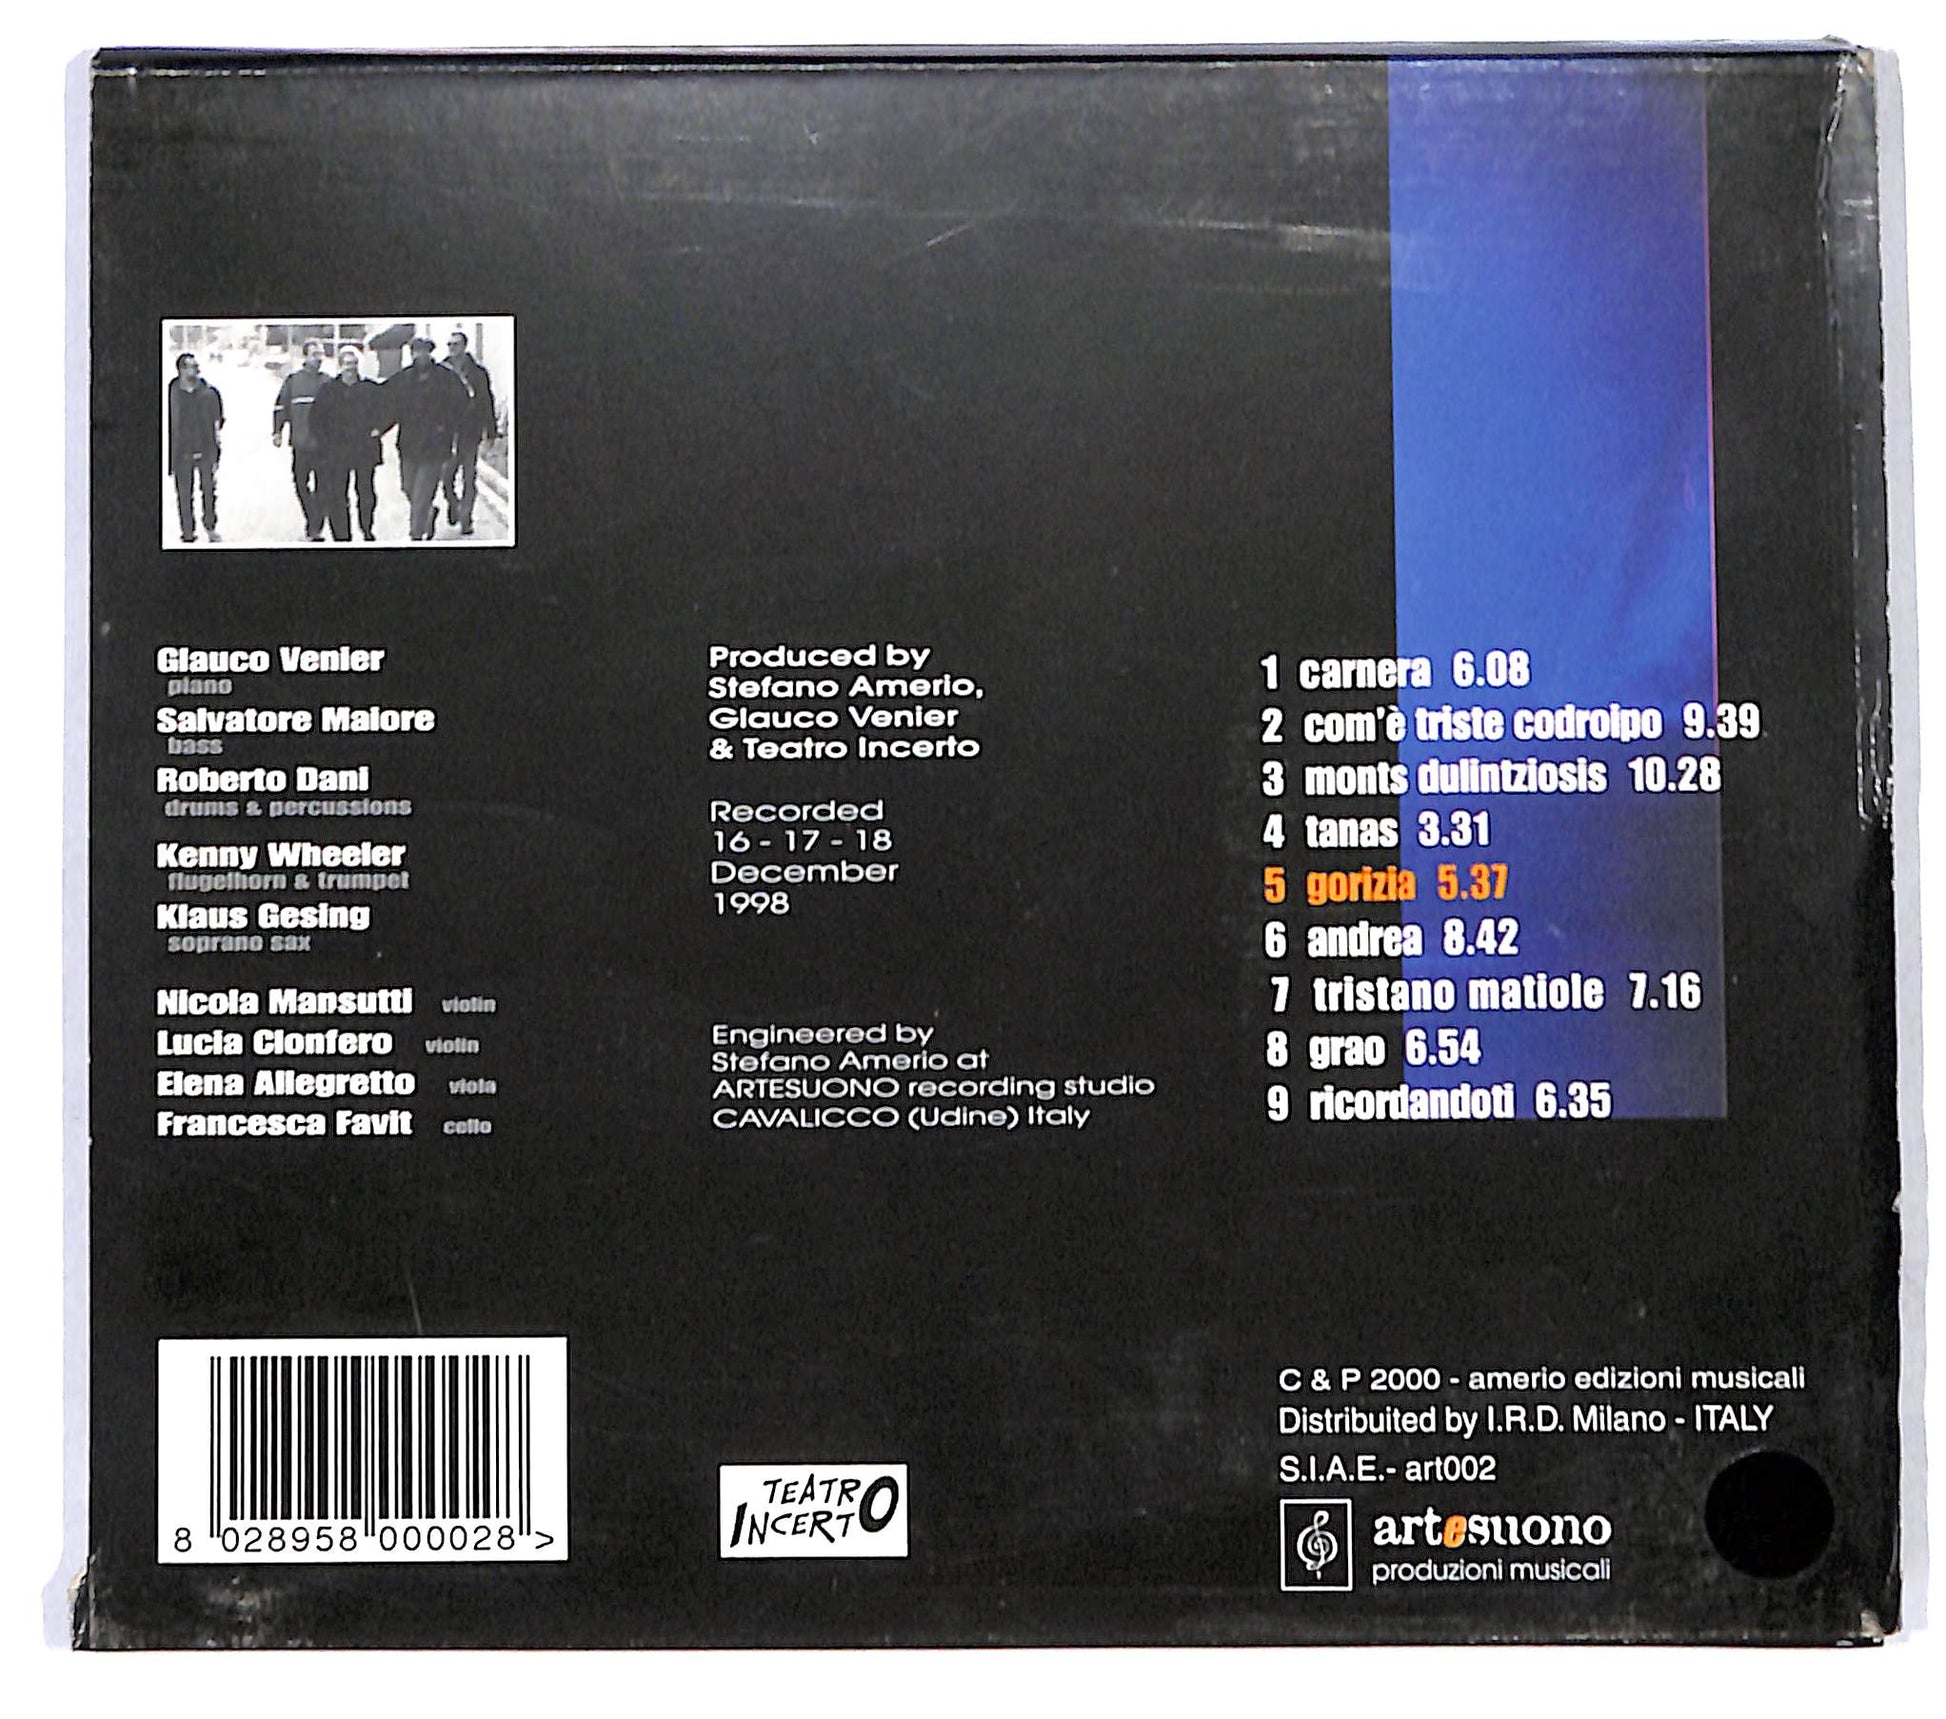 Glauco Venier
piano
Salvatore Maiore
bass
Roberto Dani
drums & percussions
Kenny Wheeler
flugelhorn & trumpet
Klaus Gesing
soprano sax
Nicola Mansutti violin
Lucia Clonfero violin
Elena Allegretto viola
Francesca Favit cello
Produced by
Stefano Amerio,
Glauco Venier
& Teatro Incerto
Recorded
16 - 17 - 18
December
1998
Engineered by
Stefano Amerio at
ARTESUONO recording studio
CAVALICCO (Udine) Italy
1 carnera 6.08
2 com'è triste codroipo 9.39
3 monts dulintziosis 10.28
4 tanas 3.31
5 gorizia 5.37
6 andrea 8.42
7 tristano matiole 7.16
8 grao 6.54
9 ricordandoti 6.35
8 028958 000028 >
TEATRO
INCERTO
C & P 2000 - amerio edizioni musicali
Distribuited by I.R.D. Milano - ITALY
S.I.A.E.- art002
artesuono
produzioni musicali